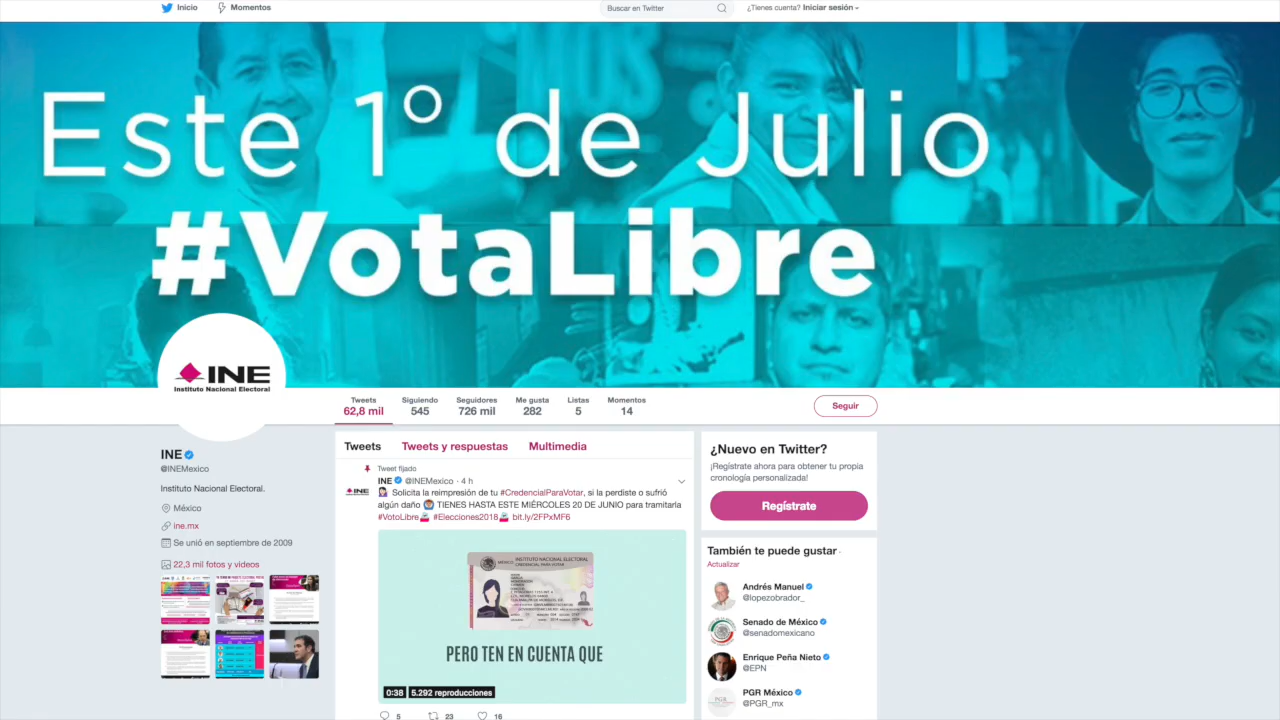 Inicio
Momentos
Buscar en Twitter
¿Tienes cuenta? Iniciar sesión
Este 1º de Julio
#VotaLibre
INE
Instituto Nacional Electoral
Tweets
62,8 mil
Siguiendo
545
Seguidores
726 mil
Me gusta
282
Listas
5
Momentos
14
Seguir
INE
@INEMexico
Instituto Nacional Electoral.
México
ine.mx
Se unió en septiembre de 2009
22,3 mil fotos y videos
Tweets
Tweets y respuestas
Multimedia
Tweet fijado
INE @INEMexico · 4 h
Solicita la reimpresión de tu #CredencialParaVotar, si la perdiste o sufrió
algún daño TIENES HASTA ESTE MIÉRCOLES 20 DE JUNIO para tramitarla
#VotoLibre #Elecciones2018 bit.ly/2FPxMF6
INSTITUTO NACIONAL ELECTORAL
CREDENCIAL PARA VOTAR
PERO TEN EN CUENTA QUE
0:38
5.292 reproducciones
5
23
16
¿Nuevo en Twitter?
¡Regístrate ahora para obtener tu propia
cronología personalizada!
Regístrate
También te puede gustar ·
Actualizar
Andrés Manuel
@lopezobrador_
Senado de México
@senadomexicano
Enrique Peña Nieto
@EPN
PGR México
@PGR_mx